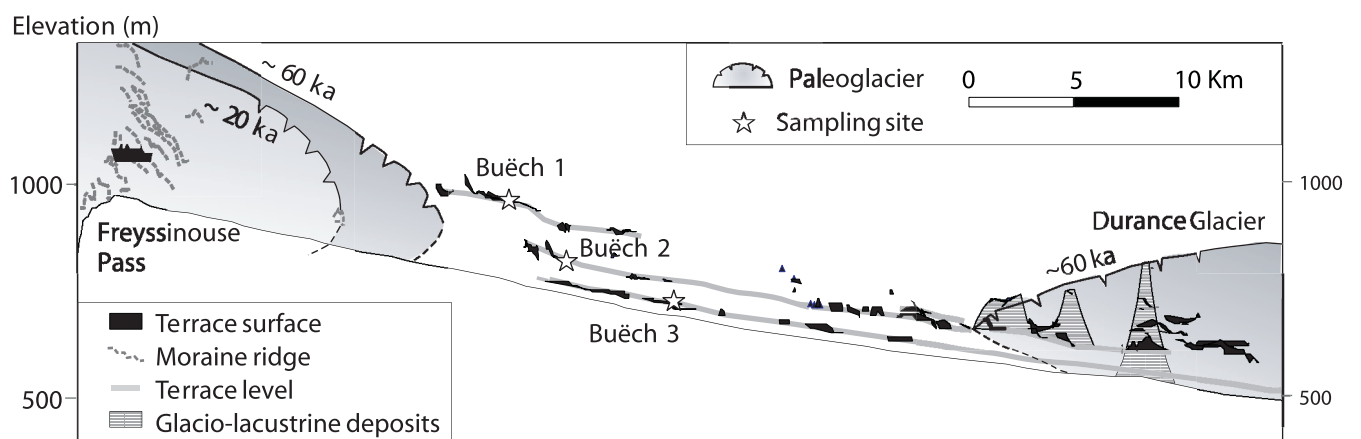 Elevation (m)
~ 60 ka
~ 20 ka
Paleoglacier
0 5 10 Km
Sampling site
Buëch 1
1000
1000
Freyssinouse
Pass
Buëch 2
Durance Glacier
~60 ka
Buëch 3
Terrace surface
Moraine ridge
Terrace level
Glacio-lacustrine deposits
500
500